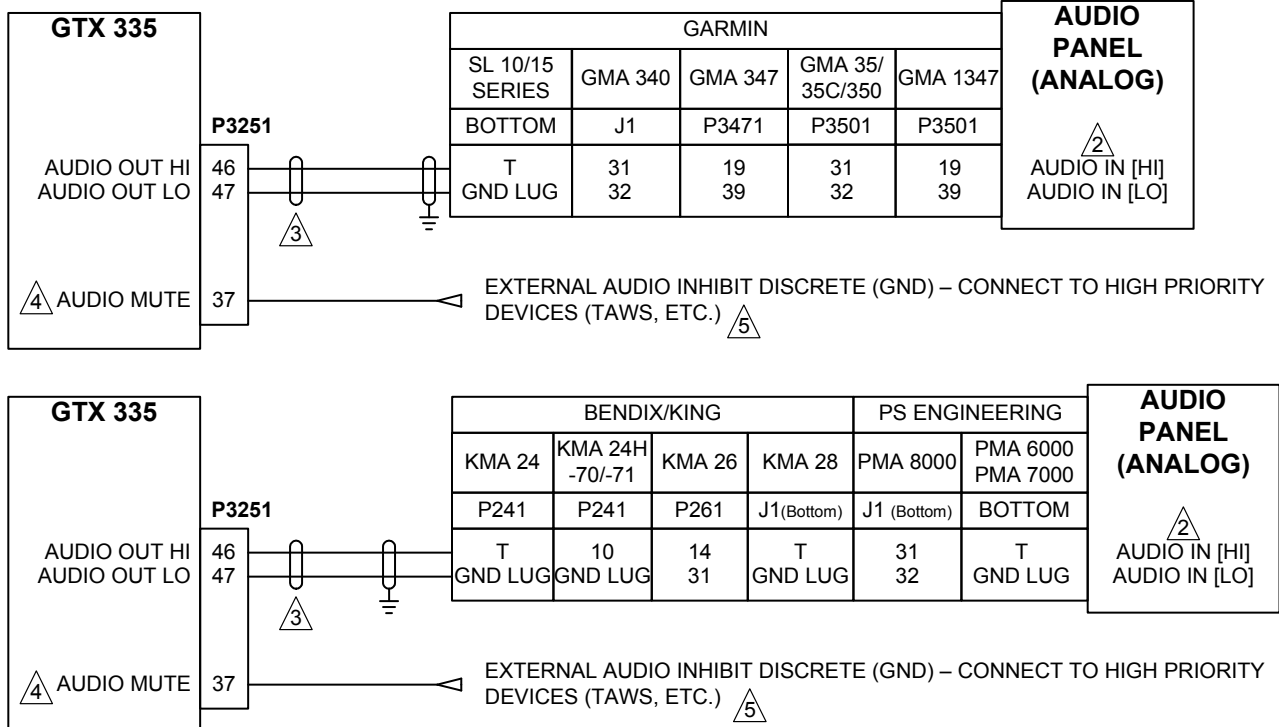 GTX 335
GARMIN
AUDIO
PANEL
(ANALOG)
SL 10/15
SERIES
GMA 340
GMA 347
GMA 35/
35C/350
GMA 1347
P3251
BOTTOM
J1
P3471
P3501
P3501
2
AUDIO OUT HI 46 T 31 19 31 19 AUDIO IN [HI]
AUDIO OUT LO 47 GND LUG 32 39 32 39 AUDIO IN [LO]
3
4 AUDIO MUTE 37 EXTERNAL AUDIO INHIBIT DISCRETE (GND) – CONNECT TO HIGH PRIORITY
DEVICES (TAWS, ETC.) 5
GTX 335
BENDIX/KING
PS ENGINEERING
AUDIO
PANEL
(ANALOG)
KMA 24
KMA 24H
-70/-71
KMA 26
KMA 28
PMA 8000
PMA 6000
PMA 7000
P3251
P241
P241
P261
J1(Bottom)
J1 (Bottom)
BOTTOM
2
AUDIO OUT HI 46 T 10 14 T 31 T AUDIO IN [HI]
AUDIO OUT LO 47 GND LUG GND LUG 31 GND LUG 32 GND LUG AUDIO IN [LO]
3
4 AUDIO MUTE 37 EXTERNAL AUDIO INHIBIT DISCRETE (GND) – CONNECT TO HIGH PRIORITY
DEVICES (TAWS, ETC.) 5